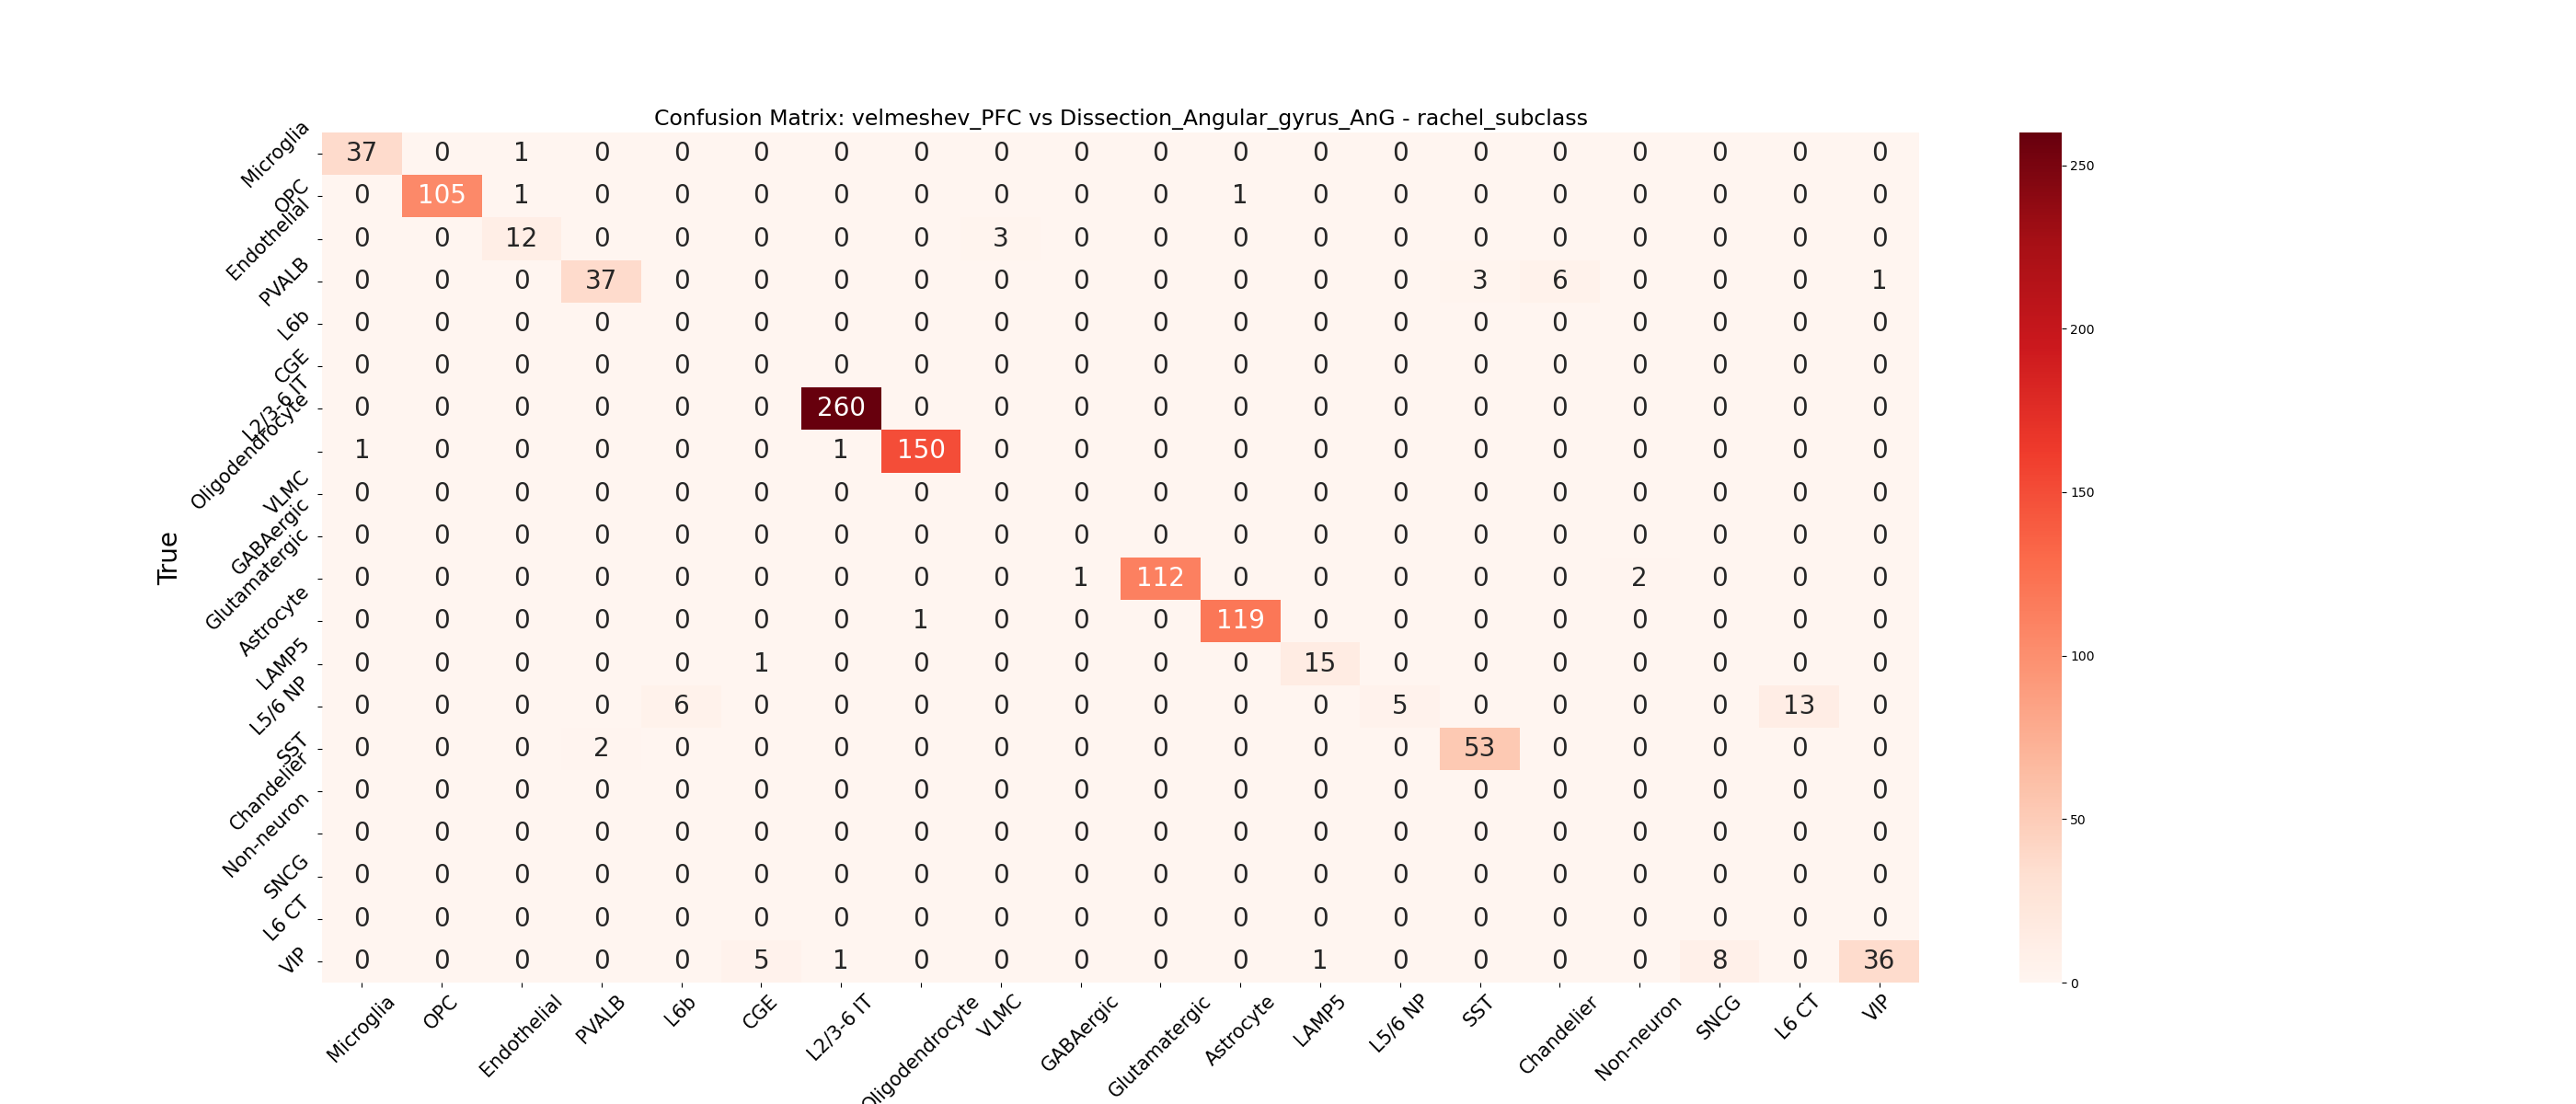 Confusion Matrix: velmeshev_PFC vs Dissection_Angular_gyrus_AnG - rachel_subclass
Microglia 37 0 1 0 0 0 0 0 0 0 0 0 0 0 0 0 0 0 0 0
OPC 0 105 1 0 0 0 0 0 0 0 0 1 0 0 0 0 0 0 0 0
Endothelial 0 0 12 0 0 0 0 0 3 0 0 0 0 0 0 0 0 0 0 0
PVALB 0 0 0 37 0 0 0 0 0 0 0 0 0 0 3 6 0 0 0 1
L6b 0 0 0 0 0 0 0 0 0 0 0 0 0 0 0 0 0 0 0 0
CGE 0 0 0 0 0 0 0 0 0 0 0 0 0 0 0 0 0 0 0 0
L2/3-6 IT 0 0 0 0 0 0 260 0 0 0 0 0 0 0 0 0 0 0 0 0
Oligodendrocyte 1 0 0 0 0 0 1 150 0 0 0 0 0 0 0 0 0 0 0 0
VLMC 0 0 0 0 0 0 0 0 0 0 0 0 0 0 0 0 0 0 0 0
GABAergic 0 0 0 0 0 0 0 0 0 0 0 0 0 0 0 0 0 0 0 0
Glutamatergic 0 0 0 0 0 0 0 0 0 1 112 0 0 0 0 0 2 0 0 0
Astrocyte 0 0 0 0 0 0 0 1 0 0 0 119 0 0 0 0 0 0 0 0
LAMP5 0 0 0 0 0 1 0 0 0 0 0 0 15 0 0 0 0 0 0 0
L5/6 NP 0 0 0 0 6 0 0 0 0 0 0 0 0 5 0 0 0 0 13 0
SST 0 0 0 2 0 0 0 0 0 0 0 0 0 0 53 0 0 0 0 0
Chandelier 0 0 0 0 0 0 0 0 0 0 0 0 0 0 0 0 0 0 0 0
Non-neuron 0 0 0 0 0 0 0 0 0 0 0 0 0 0 0 0 0 0 0 0
SNCG 0 0 0 0 0 0 0 0 0 0 0 0 0 0 0 0 0 0 0 0
L6 CT 0 0 0 0 0 0 0 0 0 0 0 0 0 0 0 0 0 0 0 0
VIP 0 0 0 0 0 5 1 0 0 0 0 0 1 0 0 0 0 8 0 36
True
Microglia OPC Endothelial PVALB L6b CGE L2/3-6 IT Oligodendrocyte VLMC GABAergic Glutamatergic Astrocyte LAMP5 L5/6 NP SST Chandelier Non-neuron SNCG L6 CT VIP
250
200
150
100
50
0